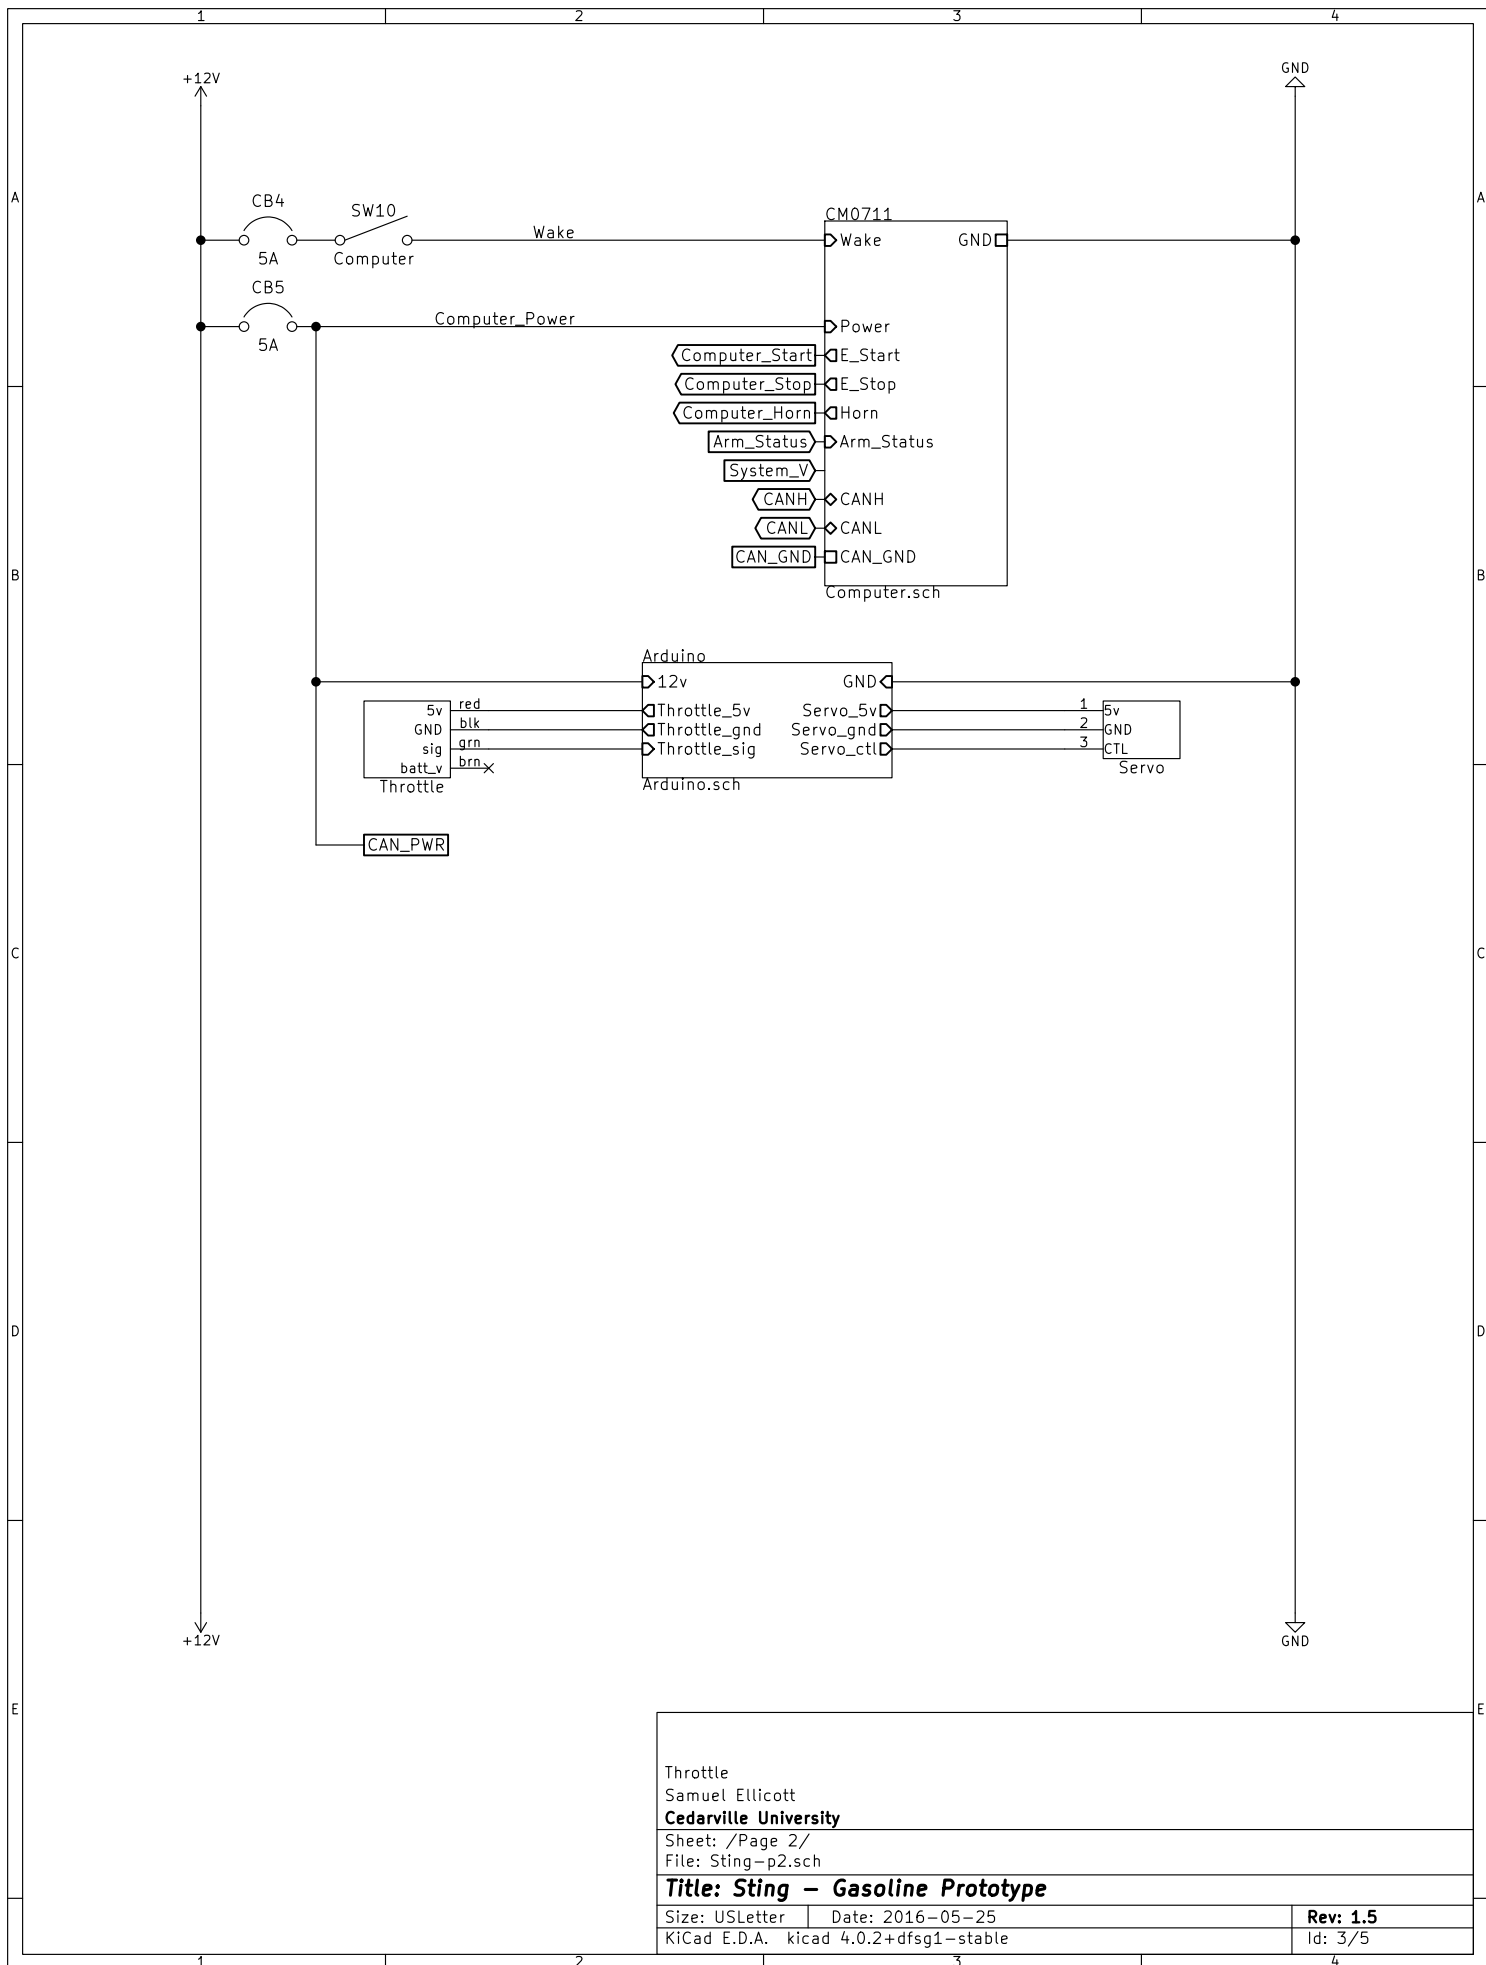 1 2 3 4
+12V GND
A A
CB4
SW10
5A
Computer
Wake
CM0711
Wake GND
CB5
5A
Computer_Power
Power
Computer_Start E_Start
Computer_Stop E_Stop
Computer_Horn Horn
Arm_Status Arm_Status
System_V
CANH CANH
CANL CANL
CAN_GND CAN_GND
Computer.sch
B B
Arduino
12v GND
5v red Throttle_5v Servo_5v 1 5v
GND blk Throttle_gnd Servo_gnd 2 GND
sig grn Throttle_sig Servo_ctl 3 CTL
batt_v brn
Throttle
Arduino.sch
Servo
CAN_PWR
C C
D D
+12V GND
E E
Throttle
Samuel Ellicott
Cedarville University
Sheet: /Page 2/
File: Sting-p2.sch
Title: Sting – Gasoline Prototype
Size: USLetter Date: 2016-05-25 Rev: 1.5
KiCad E.D.A. kicad 4.0.2+dfsg1-stable Id: 3/5
1 2 3 4